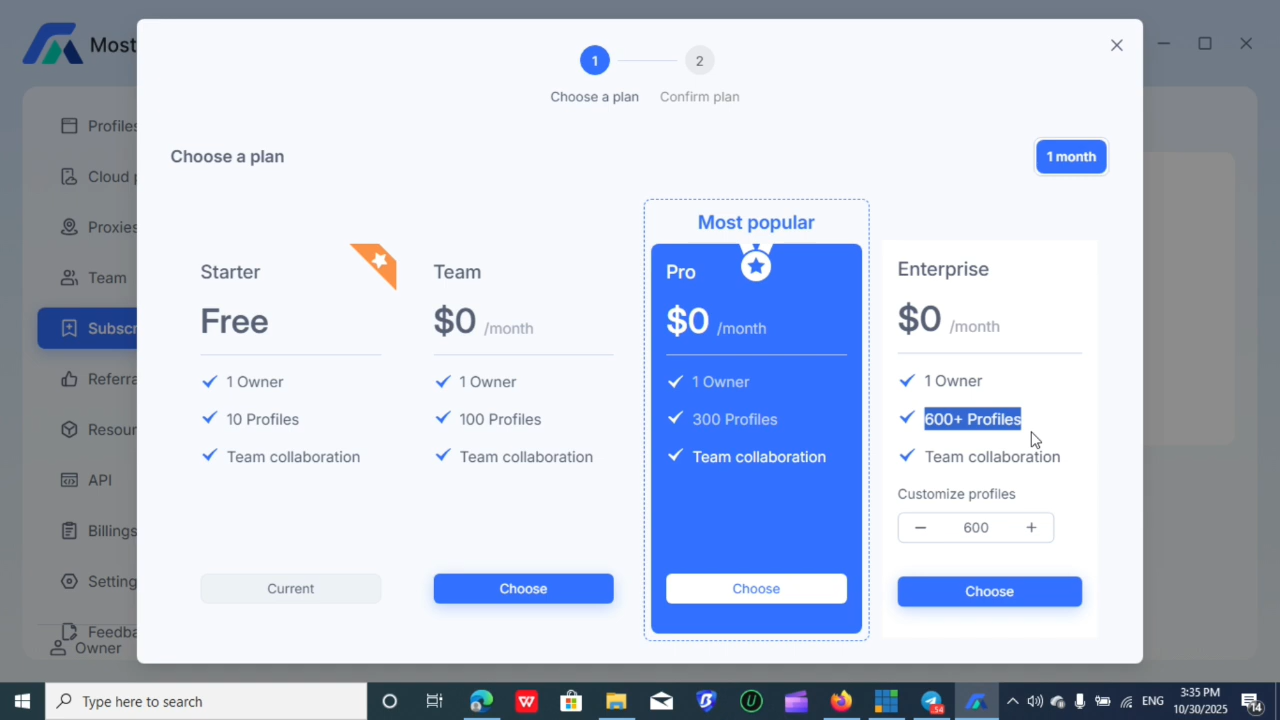 Most
1
2
Choose a plan
Confirm plan
Profiles
Cloud p
Proxies
Team
Subscr
Referra
Resour
API
Billings
Setting
Feedba
Owner
Choose a plan
1 month
Starter
Free
1 Owner
10 Profiles
Team collaboration
Current
Team
$0 /month
1 Owner
100 Profiles
Team collaboration
Choose
Most popular
Pro
$0 /month
1 Owner
300 Profiles
Team collaboration
Choose
Enterprise
$0 /month
1 Owner
600+ Profiles
Team collaboration
Customize profiles
600
Choose
Type here to search
ENG
3:35 PM
10/30/2025
14